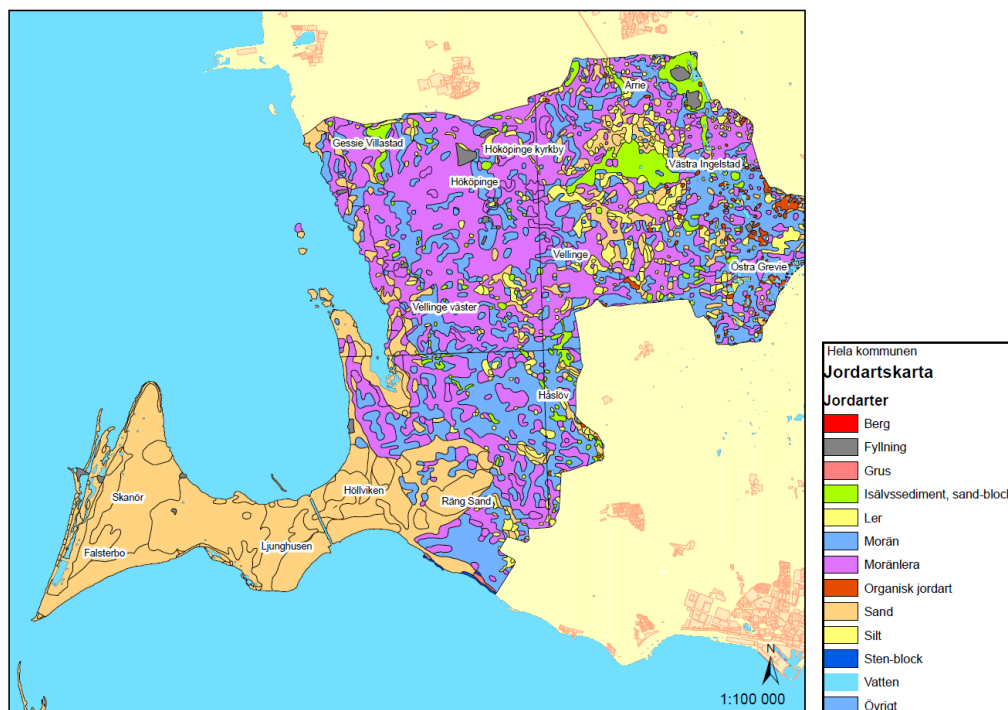 Arrie
Gessie Villastad
Hököpinge kyrkby
Västra Ingelstad
Hököpinge
Vellinge
Östra Grevie
Vellinge väster
Håslöv
Skanör
Höllviken
Räng Sand
Falsterbo
Ljunghusen
N
1:100 000
Hela kommunen
Jordartskarta
Jordarter
Berg
Fyllning
Grus
Isälvssediment, sand-block
Ler
Morän
Moränlera
Organisk jordart
Sand
Silt
Sten-block
Vatten
Övrigt